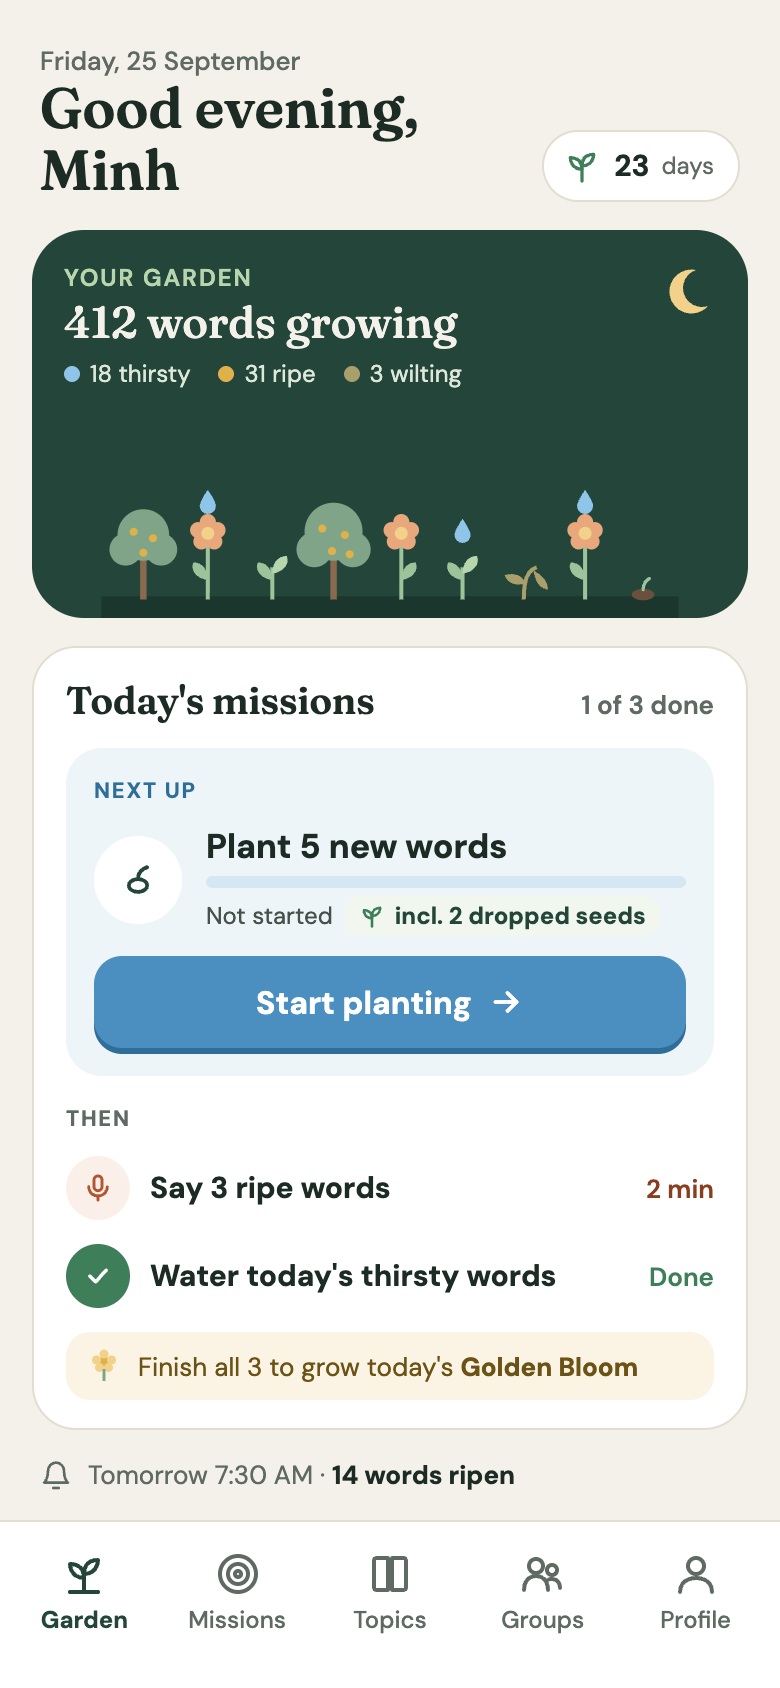 Friday, 25 September
Good evening,
Minh
23 days
YOUR GARDEN
412 words growing
18 thirsty 31 ripe 3 wilting
Today's missions
1 of 3 done
NEXT UP
Plant 5 new words
Not started incl. 2 dropped seeds
Start planting →
THEN
Say 3 ripe words 2 min
Water today's thirsty words Done
Finish all 3 to grow today's Golden Bloom
Tomorrow 7:30 AM · 14 words ripen
Garden Missions Topics Groups Profile